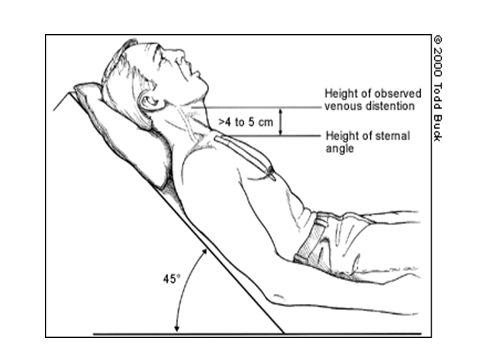 Height of observed
venous distention
>4 to 5 cm
Height of sternal
angle
45°
© 2000 Todd Buck